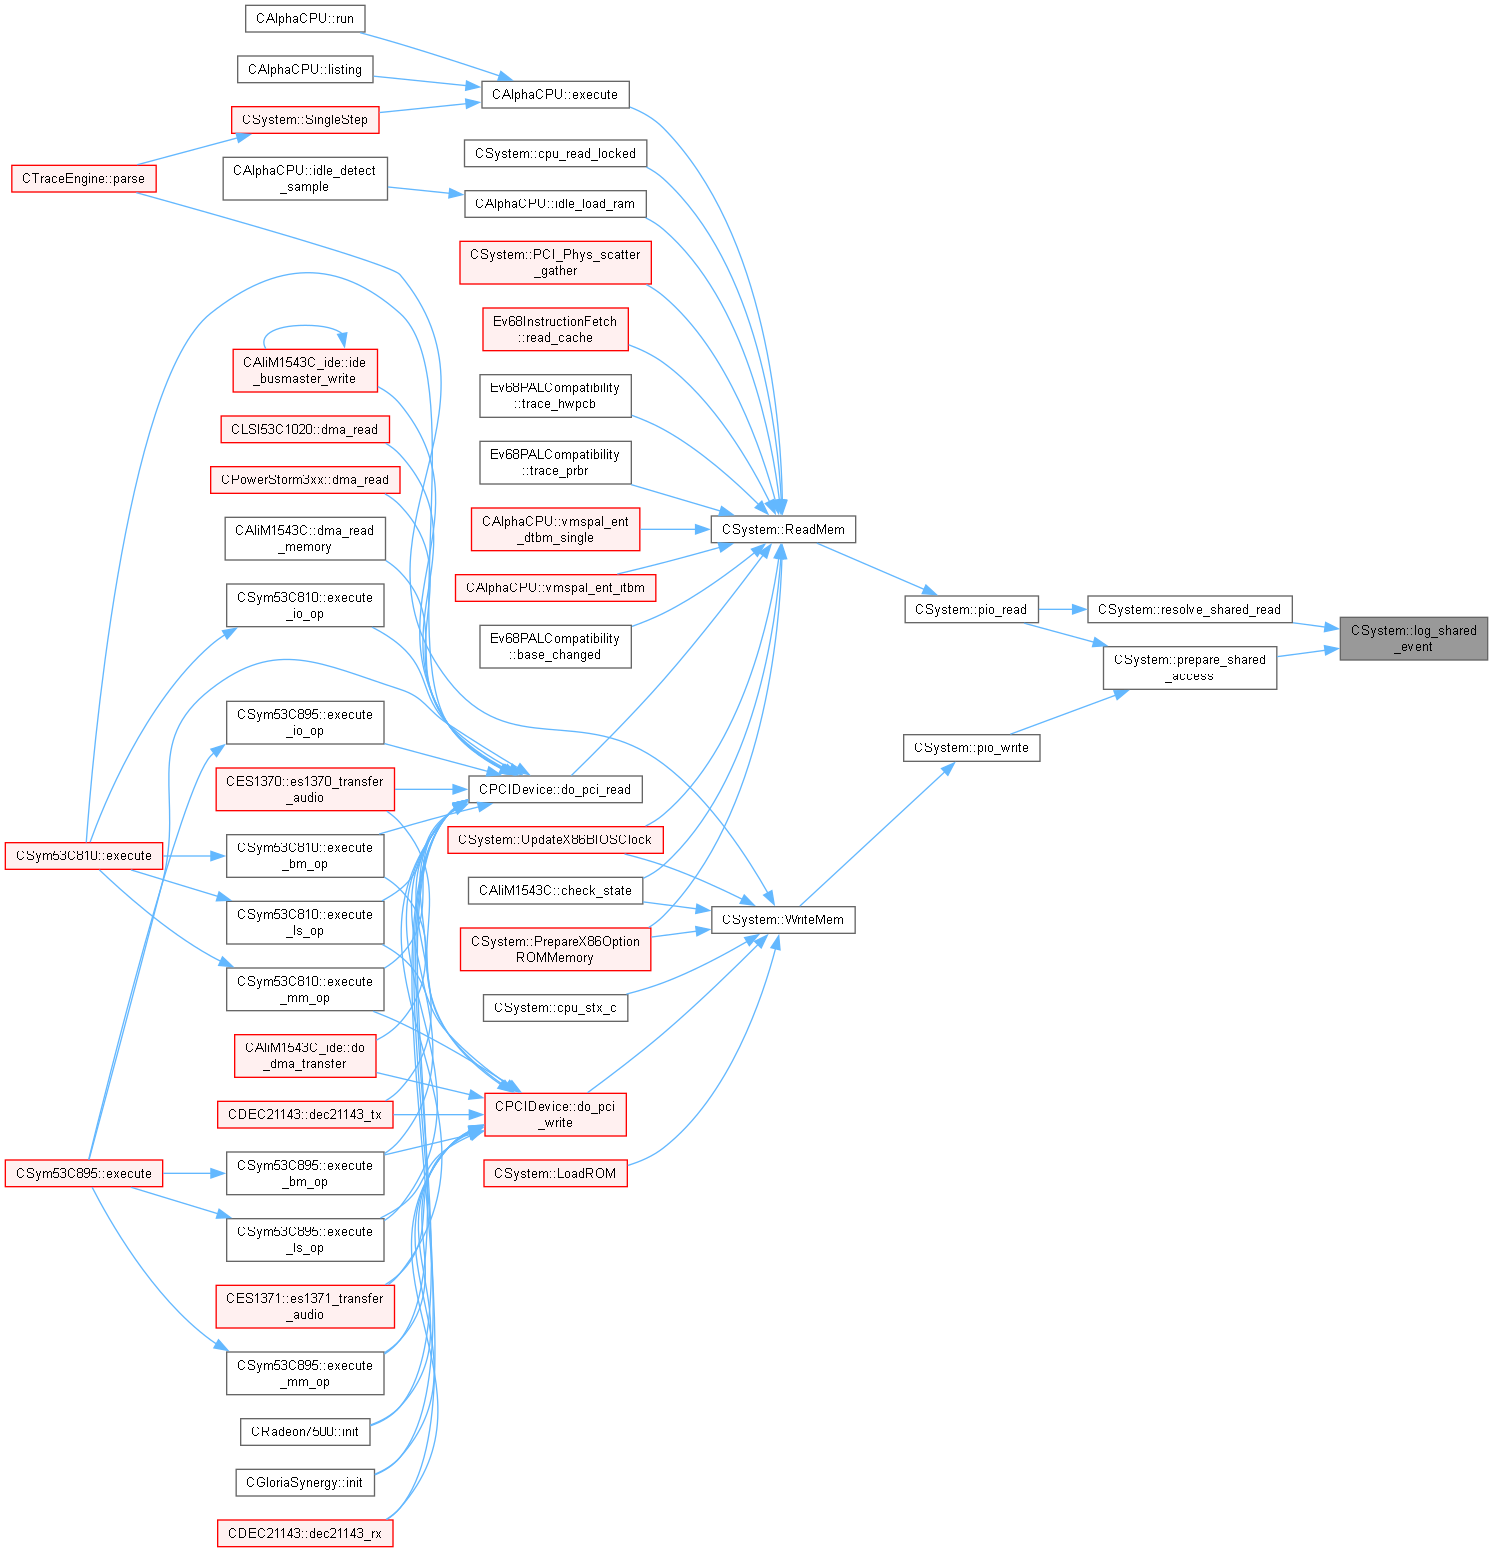 CAlphaCPU::run
CAlphaCPU::listing
CAlphaCPU::execute
CSystem::SingleStep
CTraceEngine::parse
CAlphaCPU::idle_detect
_sample
CSystem::cpu_read_locked
CAlphaCPU::idle_load_ram
CSystem::PCI_Phys_scatter
_gather
Ev68InstructionFetch
::read_cache
CAliM1543C_ide::ide
_busmaster_write
Ev68PALCompatibility
::trace_hwpcb
CLSI53C1020::dma_read
Ev68PALCompatibility
::trace_prbr
CPowerStorm3xx::dma_read
CAliM1543C::dma_read
_memory
CAlphaCPU::vmspal_ent
_dtbm_single
CSystem::ReadMem
CAlphaCPU::vmspal_ent_itbm
CSym53C810::execute
_io_op
CSystem::pio_read
CSystem::resolve_shared_read
CSystem::log_shared
_event
Ev68PALCompatibility
::base_changed
CSystem::prepare_shared
_access
CSym53C895::execute
_io_op
CSystem::pio_write
CES1370::es1370_transfer
_audio
CPCIDevice::do_pci_read
CSym53C810::execute
CSym53C810::execute
_bm_op
CSystem::UpdateX86BIOSClock
CAliM1543C::check_state
CSym53C810::execute
_ls_op
CSystem::WriteMem
CSystem::PrepareX86Option
ROMMemory
CSym53C810::execute
_mm_op
CSystem::cpu_stx_c
CAliM1543C_ide::do
_dma_transfer
CDEC21143::dec21143_tx
CPCIDevice::do_pci
_write
CSym53C895::execute
CSym53C895::execute
_bm_op
CSystem::LoadROM
CSym53C895::execute
_ls_op
CES1371::es1371_transfer
_audio
CSym53C895::execute
_mm_op
CRadeon7500::init
CGloriaSynergy::init
CDEC21143::dec21143_rx